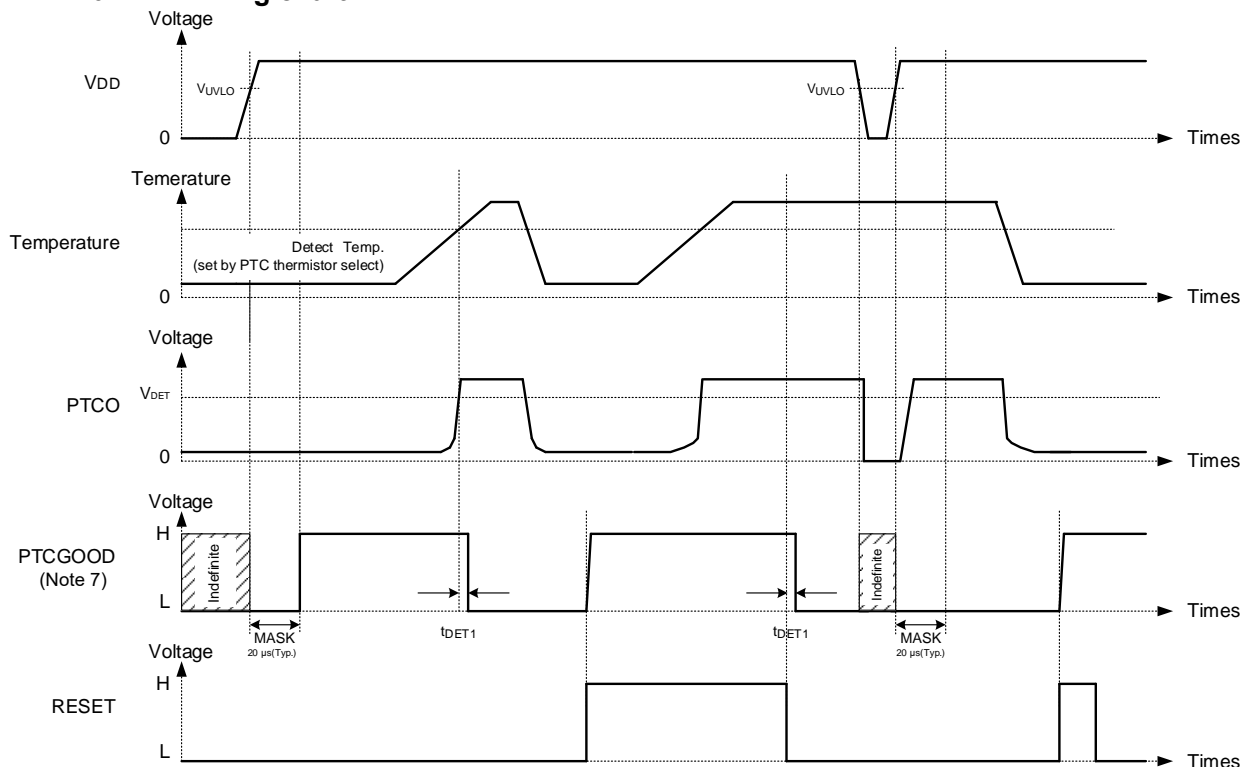 Voltage
VDD
VUVLO
VUVLO
0
Times
Temerature
Temperature
Detect Temp.
(set by PTC thermistor select)
0
Times
Voltage
PTCO
VDET
0
Times
Voltage
H
PTCGOOD
(Note 7)
Indefinite
Indefinite
L
Times
tDET1
tDET1
MASK
20 μs(Typ.)
MASK
20 μs(Typ.)
Voltage
H
RESET
L
Times